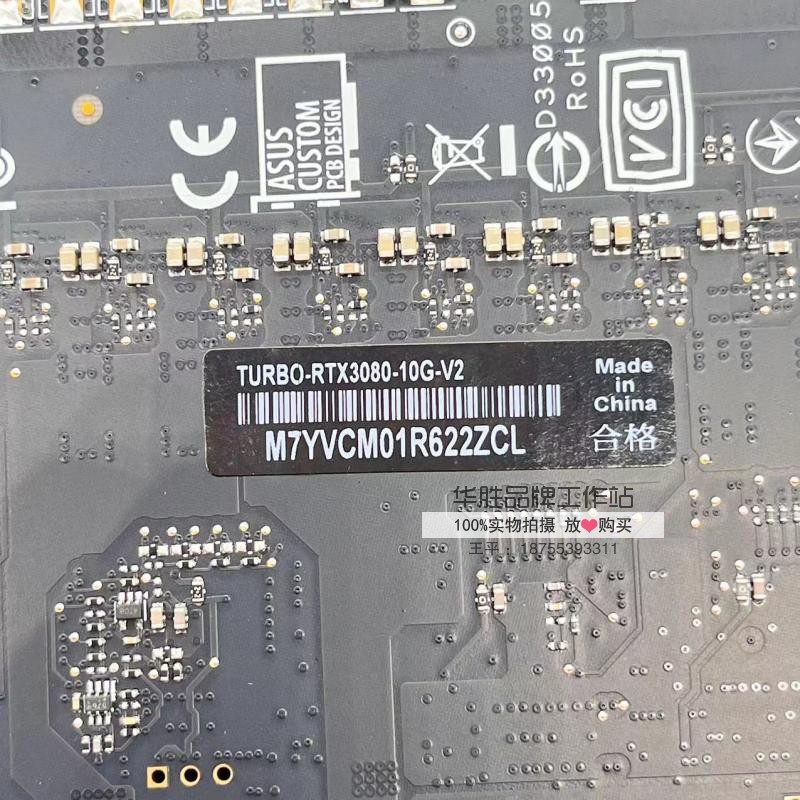 D33005
RoHS
ASUS
CUSTOM
PCB DESIGN
VCI
TURBO-RTX3080-10G-V2
Made
in
China
M7YVCM01R622ZCL
合格
华胜品牌工作站
100%实物拍摄 放❤购买
王平：18755393311